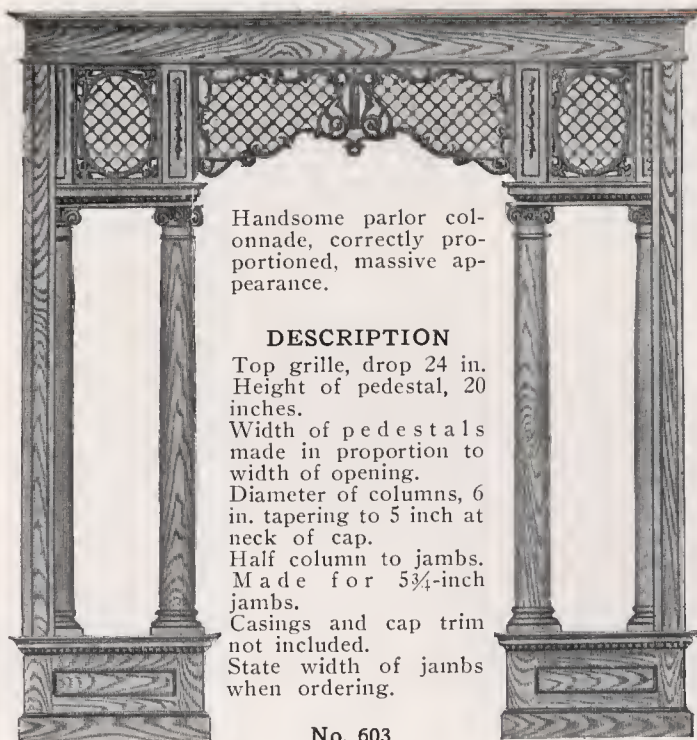 Handsome parlor col-
onnade, correctly pro-
portioned, massive ap-
pearance.
DESCRIPTION
Top grille, drop 24 in.
Height of pedestal, 20
inches.
Width of pedestals
made in proportion to
width of opening.
Diameter of columns, 6
in. tapering to 5 inch at
neck of cap.
Half column to jambs.
Made for 5¾-inch
jambs.
Casings and cap trim
not included.
State width of jambs
when ordering.
No. 603